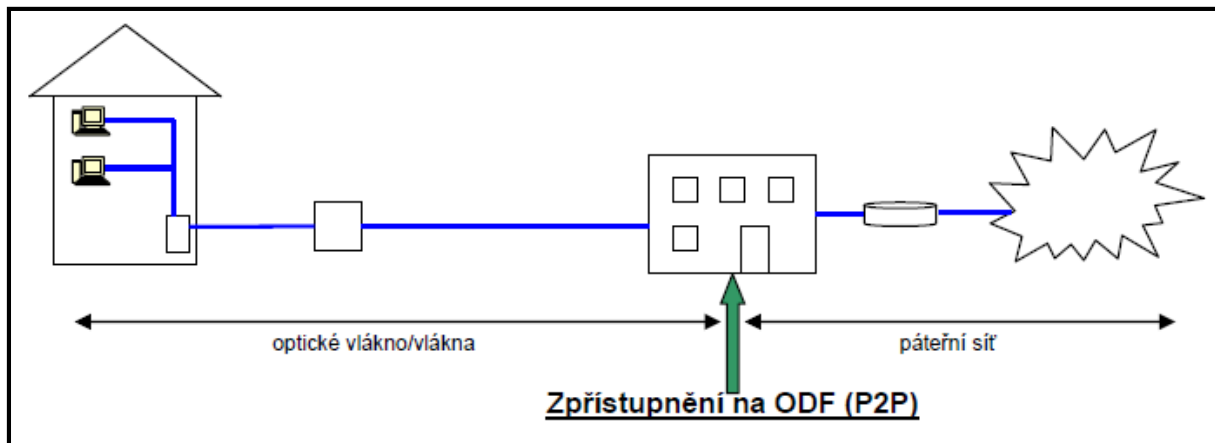 optické vlákno/vlákna
páteřní síť
Zpřístupnění na ODF (P2P)